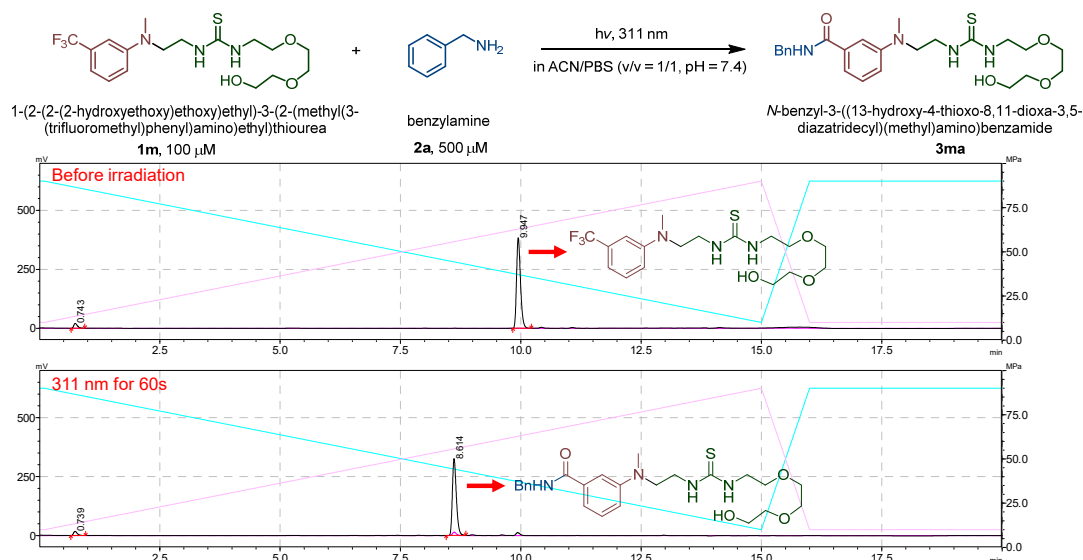 F3C N N H S N H O O HO
+
NH2
hν, 311 nm
in ACN/PBS (v/v = 1/1, pH = 7.4)
O BnHN N N H S N H O O HO
1-(2-(2-(2-hydroxyethoxy)ethoxy)ethyl)-3-(2-(methyl(3-
(trifluoromethyl)phenyl)amino)ethyl)thiourea
1m, 100 μM
benzylamine
2a, 500 μM
N-benzyl-3-((13-hydroxy-4-thioxo-8,11-dioxa-3,5-
diazatridecyl)(methyl)amino)benzamide
3ma
mV
MPa
Before irradiation
500
250
0
75.0
50.0
25.0
0.0
0.743
9.947
F3C N N H S N H O O HO
2.5 5.0 7.5 10.0 12.5 15.0 17.5 min
mV
MPa
311 nm for 60s
500
250
0
75.0
50.0
25.0
0.0
0.739
8.614
O BnHN N N H S N H O O HO
2.5 5.0 7.5 10.0 12.5 15.0 17.5 min